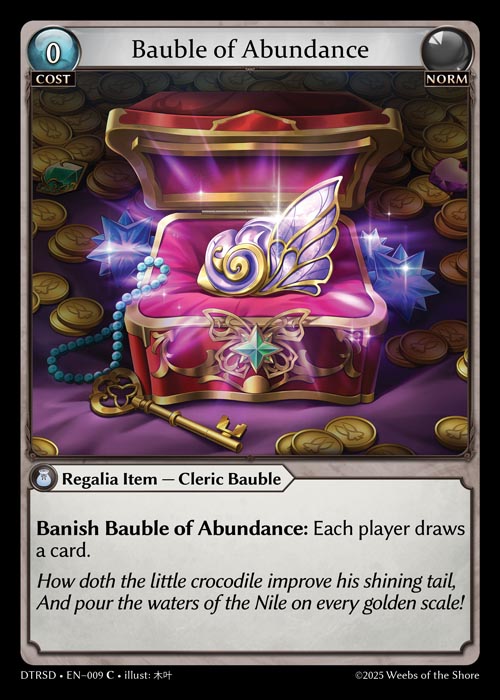 0
COST
Bauble of Abundance
NORM
Regalia Item — Cleric Bauble
Banish Bauble of Abundance: Each player draws
a card.
How doth the little crocodile improve his shining tail,
And pour the waters of the Nile on every golden scale!
DTRSD • EN–009 C • illust: 木叶
©2025 Weebs of the Shore